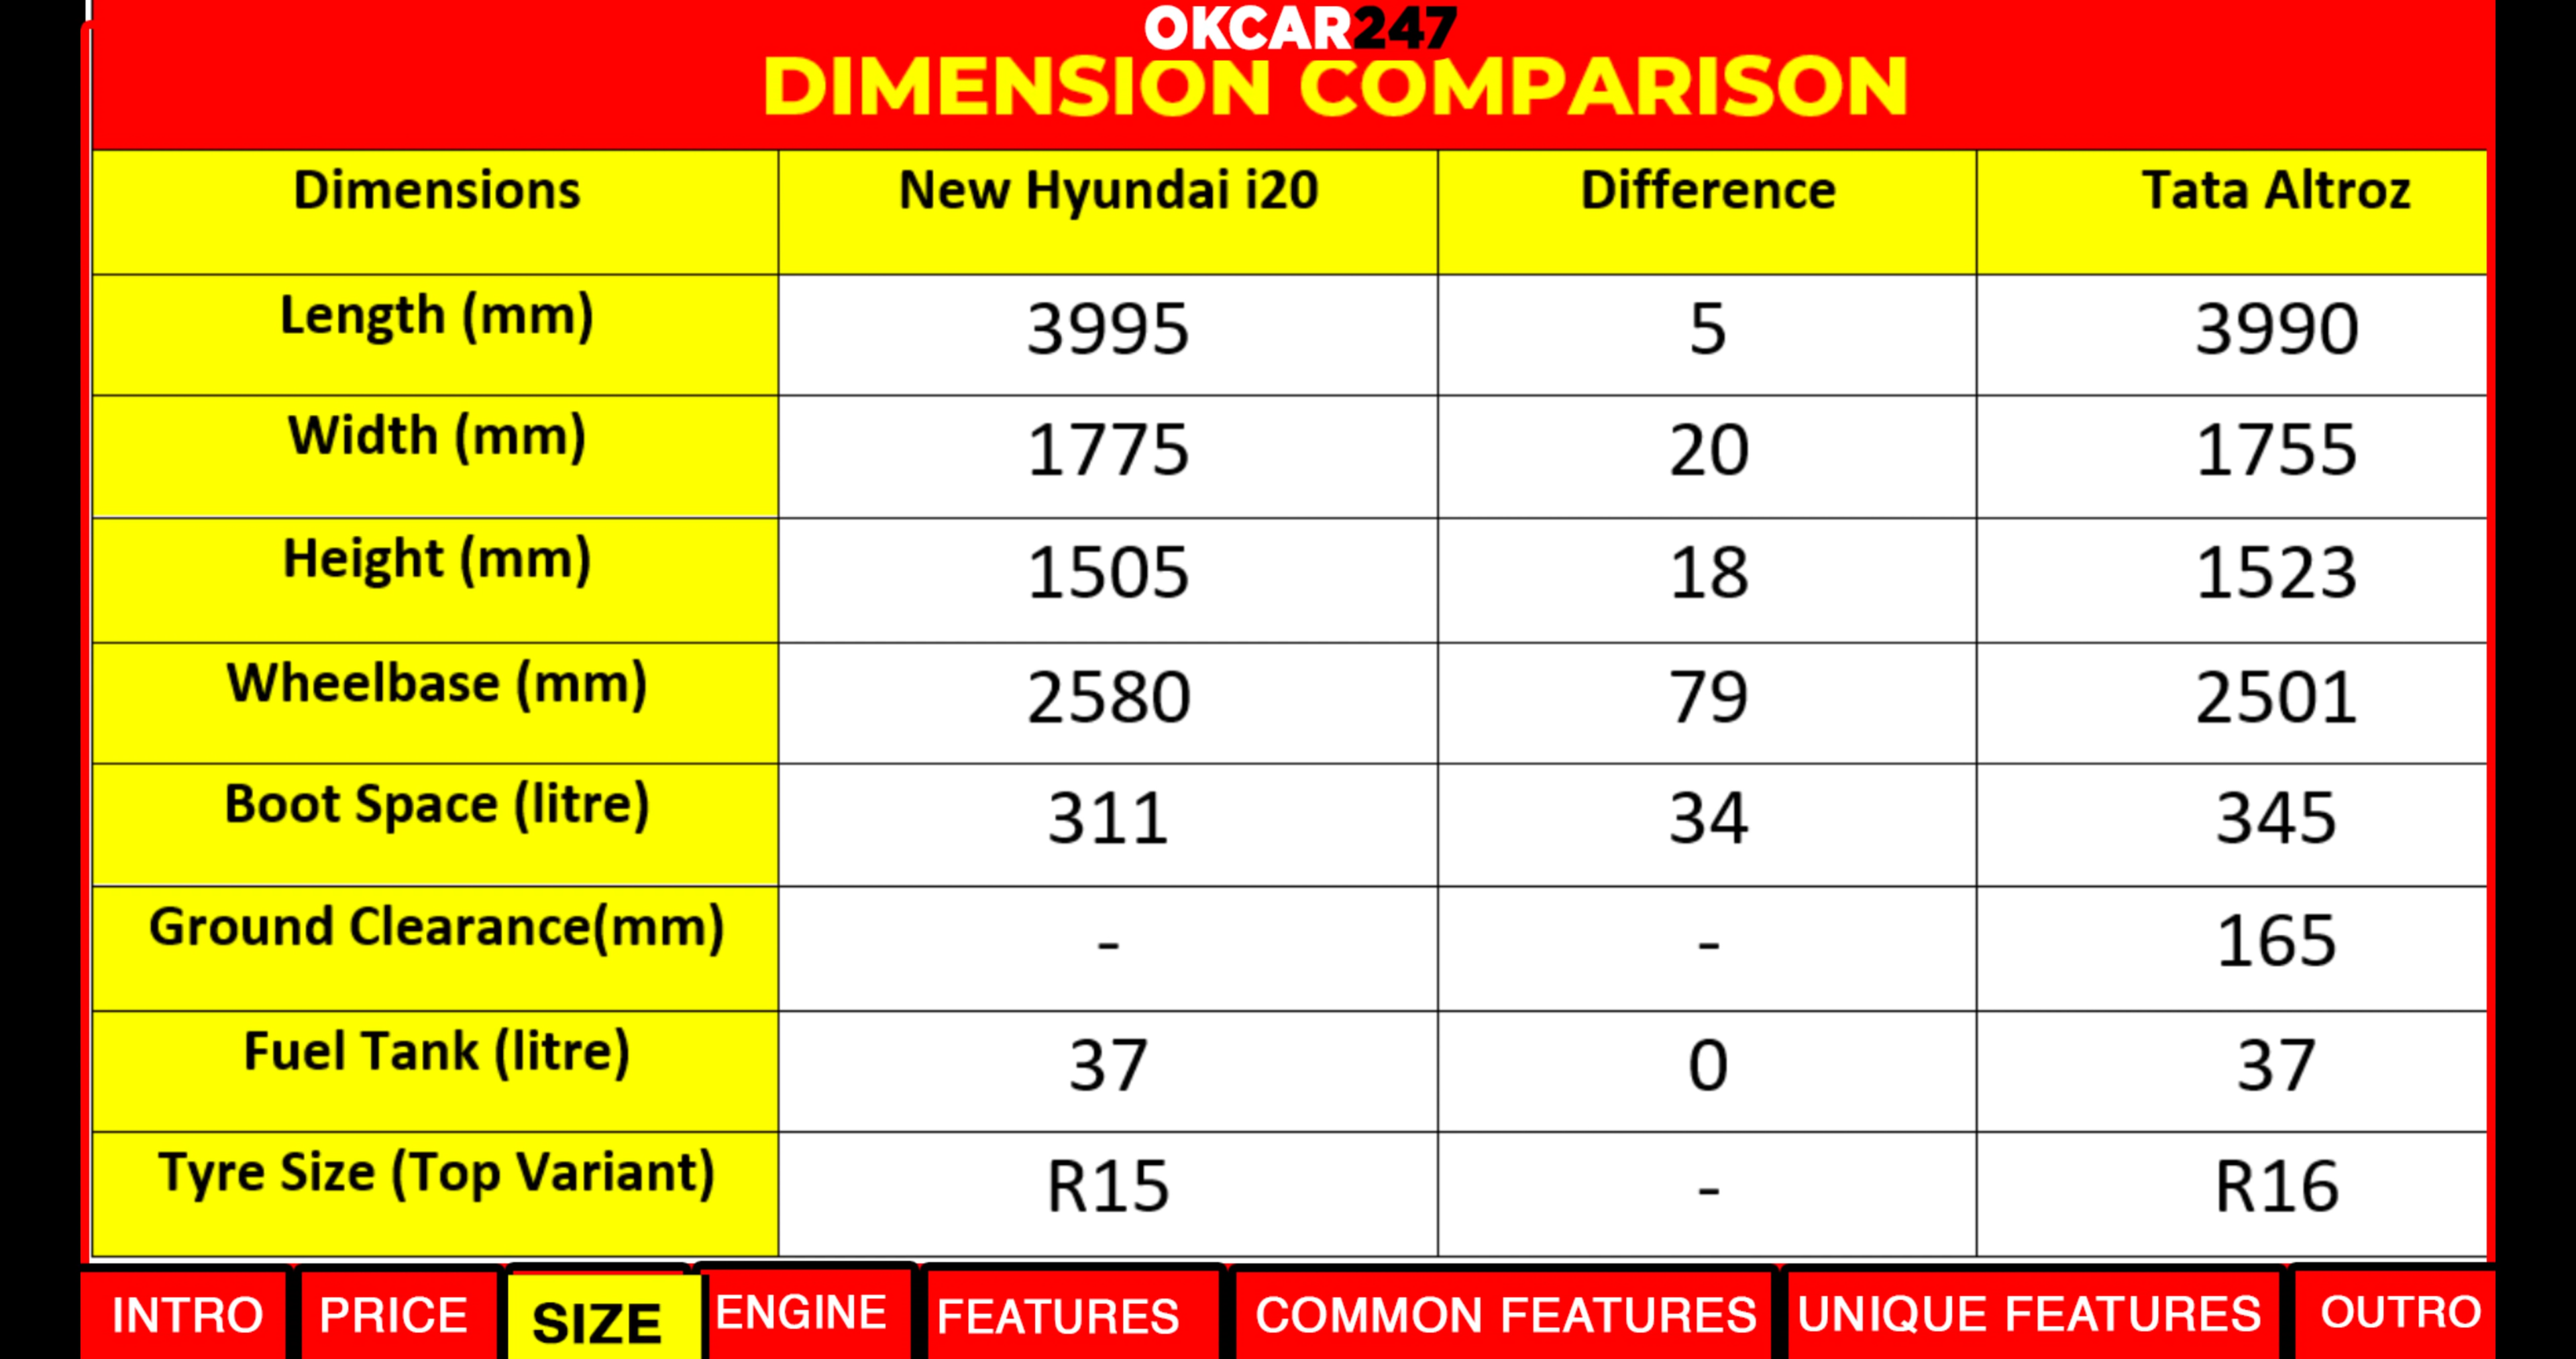 OKCAR247
DIMENSION COMPARISON
Dimensions New Hyundai i20 Difference Tata Altroz
Length (mm) 3995 5 3990
Width (mm) 1775 20 1755
Height (mm) 1505 18 1523
Wheelbase (mm) 2580 79 2501
Boot Space (litre) 311 34 345
Ground Clearance(mm) - - 165
Fuel Tank (litre) 37 0 37
Tyre Size (Top Variant) R15 - R16
INTRO PRICE SIZE ENGINE FEATURES COMMON FEATURES UNIQUE FEATURES OUTRO